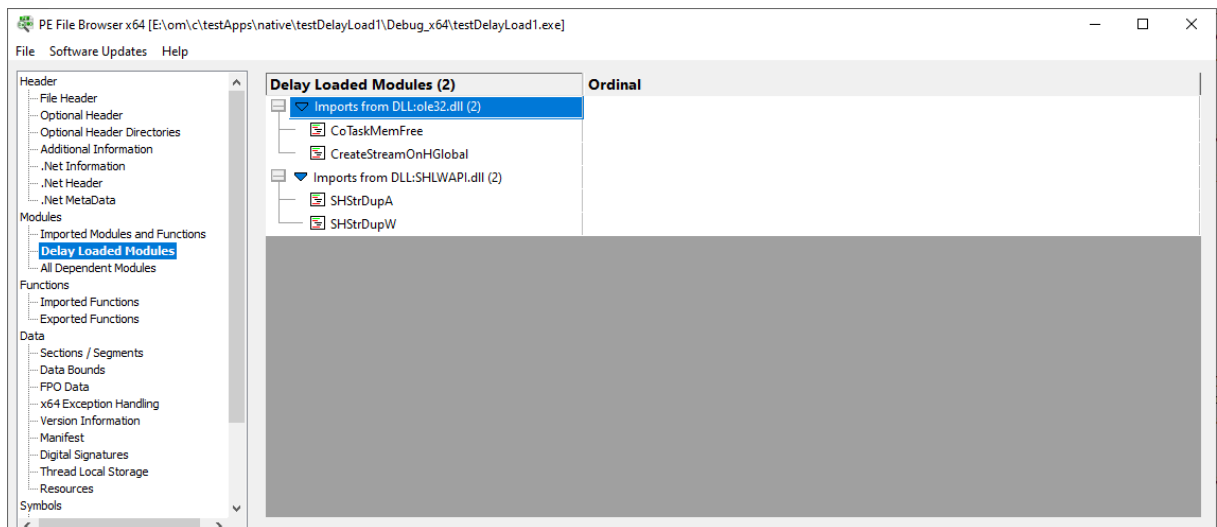 PE File Browser x64 [E:\om\c\testApps\native\testDelayLoad1\Debug_x64\testDelayLoad1.exe]
File Software Updates Help
Header
File Header
Optional Header
Optional Header Directories
Additional Information
.Net Information
.Net Header
.Net MetaData
Modules
Imported Modules and Functions
Delay Loaded Modules
All Dependent Modules
Functions
Imported Functions
Exported Functions
Data
Sections / Segments
Data Bounds
FPO Data
x64 Exception Handling
Version Information
Manifest
Digital Signatures
Thread Local Storage
Resources
Symbols
Delay Loaded Modules (2) Ordinal
Imports from DLL:ole32.dll (2)
CoTaskMemFree
CreateStreamOnHGlobal
Imports from DLL:SHLWAPI.dll (2)
SHStrDupA
SHStrDupW